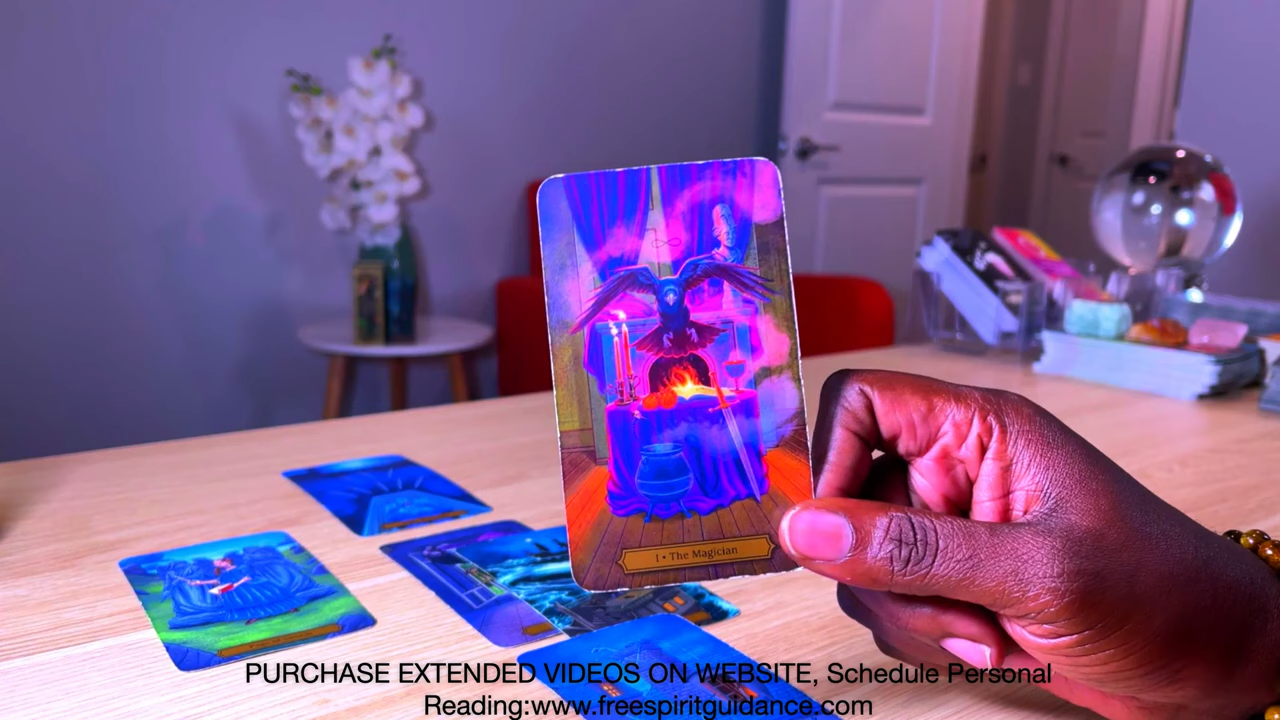 I • The Magician
PURCHASE EXTENDED VIDEOS ON WEBSITE, Schedule Personal
Reading:www.freespiritguidance.com